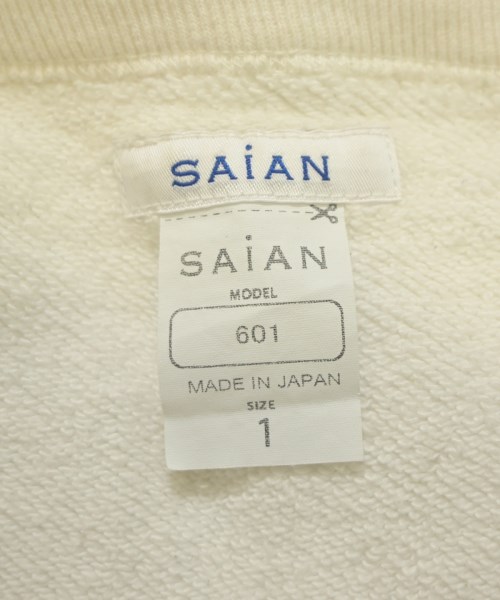 SAiAN
SAiAN
MODEL
601
MADE IN JAPAN
SIZE
1